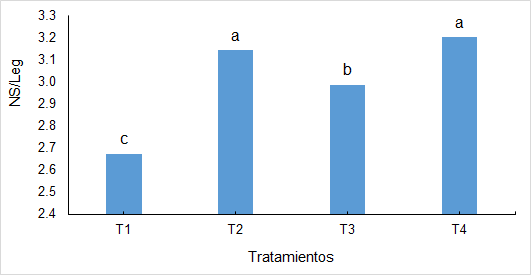 NS/Leg
3.3
3.2
3.1
3.0
2.9
2.8
2.7
2.6
2.5
2.4
c a b a
T1 T2 T3 T4
Tratamientos